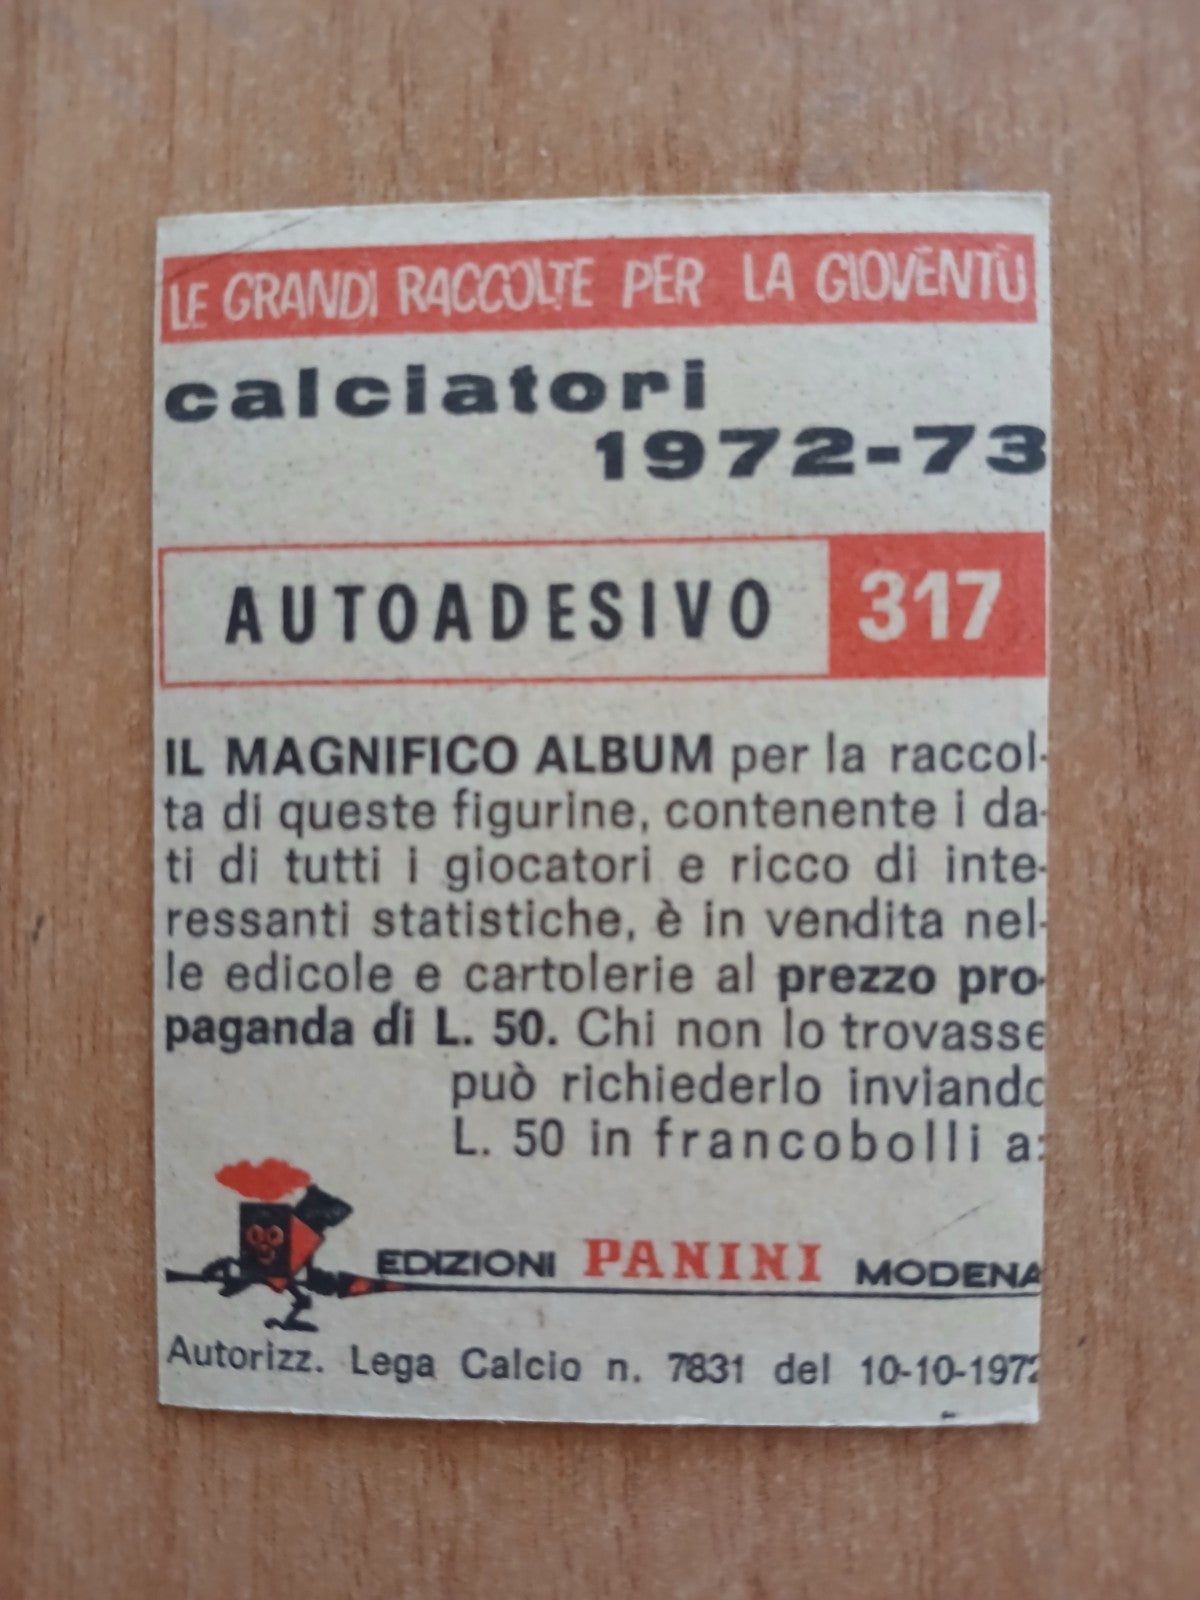 LE GRANDI RACCOLTE PER LA GIOVENTÙ
calciatori
1972-73
AUTOADESIVO 317
IL MAGNIFICO ALBUM per la raccol-
ta di queste figurine, contenente i da-
ti di tutti i giocatori e ricco di inte-
ressanti statistiche, è in vendita nel-
le edicole e cartolerie al prezzo pro-
paganda di L. 50. Chi non lo trovasse
può richiederlo inviando
L. 50 in francobolli a:
EDIZIONI PANINI MODENA
Autorizz. Lega Calcio n. 7831 del 10-10-1972